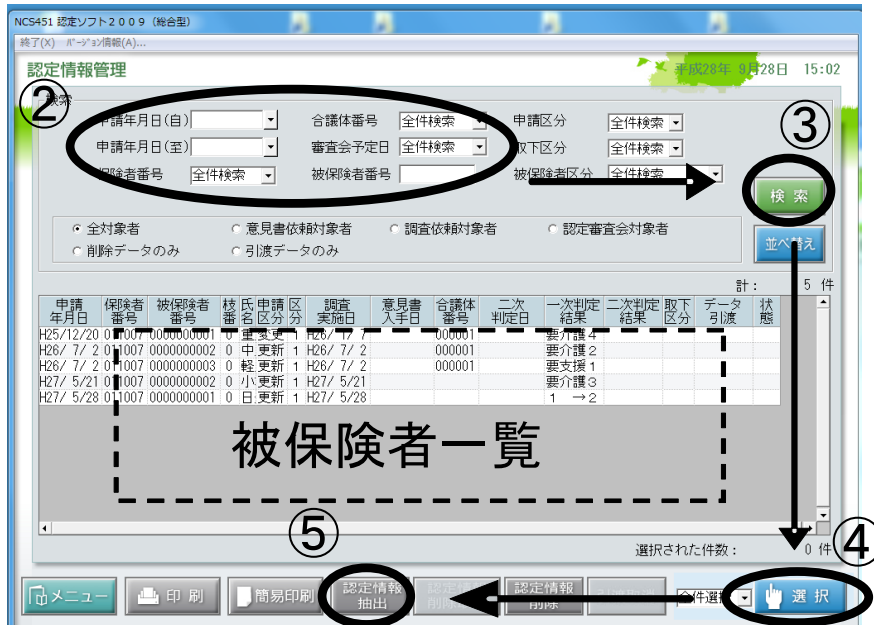 NCS451 認定ソフト2009（総合型）
終了(X) バージョン情報(A)...
認定情報管理 平成28年 9月28日 15:02
②
検索
申請年月日(自) 合議体番号 全件検索 申請区分 全件検索
③
申請年月日(至) 審査会予定日 全件検索 取下区分 全件検索
保険者番号 全件検索 被保険者番号 被保険者区分 全件検索
検索
全対象者 意見書依頼対象者 調査依頼対象者 認定審査会対象者
削除データのみ 引渡データのみ
並べ替え
計： 5 件
申請年月日 保険者番号 被保険者番号 枝番 氏名 申請区分 区分 調査実施日 意見書入手日 合議体番号 二次判定日 一次判定結果 二次判定結果 取下区分 データ引渡 状態
H25/12/20 011007 0000000001 0 重 変更 1 H26/ 1/ 7 000001 要介護4
H26/ 7/ 2 011007 0000000002 0 中 更新 1 H26/ 7/ 2 000001 要介護2
H26/ 7/ 2 011007 0000000003 0 軽 更新 1 H26/ 7/ 2 000001 要支援1
H27/ 5/21 011007 0000000002 0 小 更新 1 H27/ 5/21 要介護3
H27/ 5/28 011007 0000000001 0 日 更新 1 H27/ 5/28 1 →2
被保険者一覧
⑤
選択された件数： 0 件
④
メニュー 印刷 簡易印刷 認定情報抽出 認定情報削除 全件選 選択